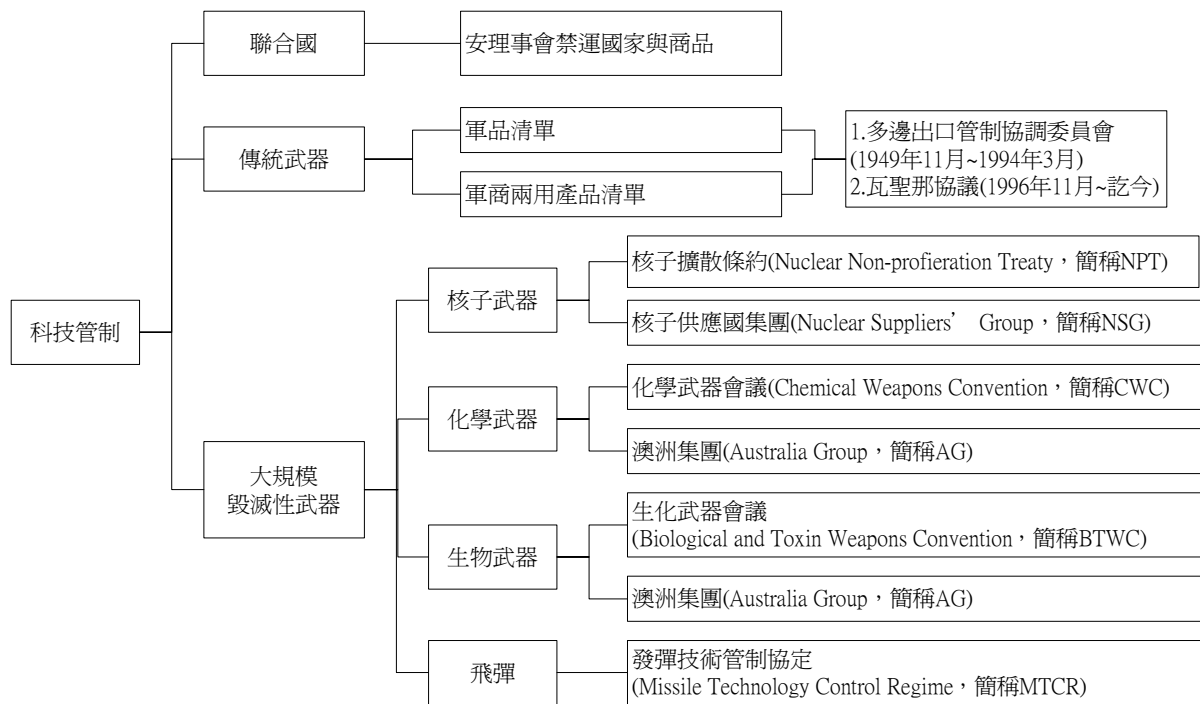 聯合國
安理事會禁運國家與商品
傳統武器
軍品清單
軍商兩用產品清單
1.多邊出口管制協調委員會
(1949年11月~1994年3月)
2.瓦聖那協議(1996年11月~訖今)
科技管制
大規模
毀滅性武器
核子武器
核子擴散條約(Nuclear Non-profieration Treaty，簡稱NPT)
核子供應國集團(Nuclear Suppliers’ Group，簡稱NSG)
化學武器
化學武器會議(Chemical Weapons Convention，簡稱CWC)
澳洲集團(Australia Group，簡稱AG)
生物武器
生化武器會議
(Biological and Toxin Weapons Convention，簡稱BTWC)
澳洲集團(Australia Group，簡稱AG)
飛彈
發彈技術管制協定
(Missile Technology Control Regime，簡稱MTCR)